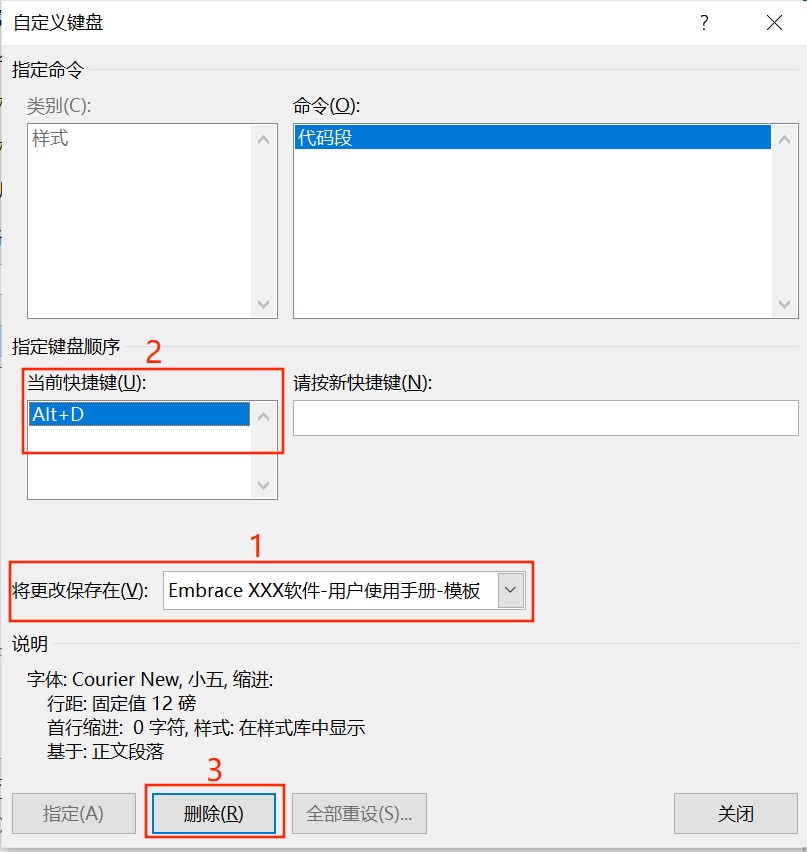 自定义键盘
?
指定命令
类别(C):
命令(O):
样式
代码段
指定键盘顺序
2
当前快捷键(U):
请按新快捷键(N):
Alt+D
1
将更改保存在(V):
Embrace XXX软件-用户使用手册-模板
说明
字体: Courier New, 小五, 缩进:
行距: 固定值 12 磅
首行缩进:  0 字符, 样式: 在样式库中显示
基于: 正文段落
3
指定(A)
删除(R)
全部重设(S)...
关闭